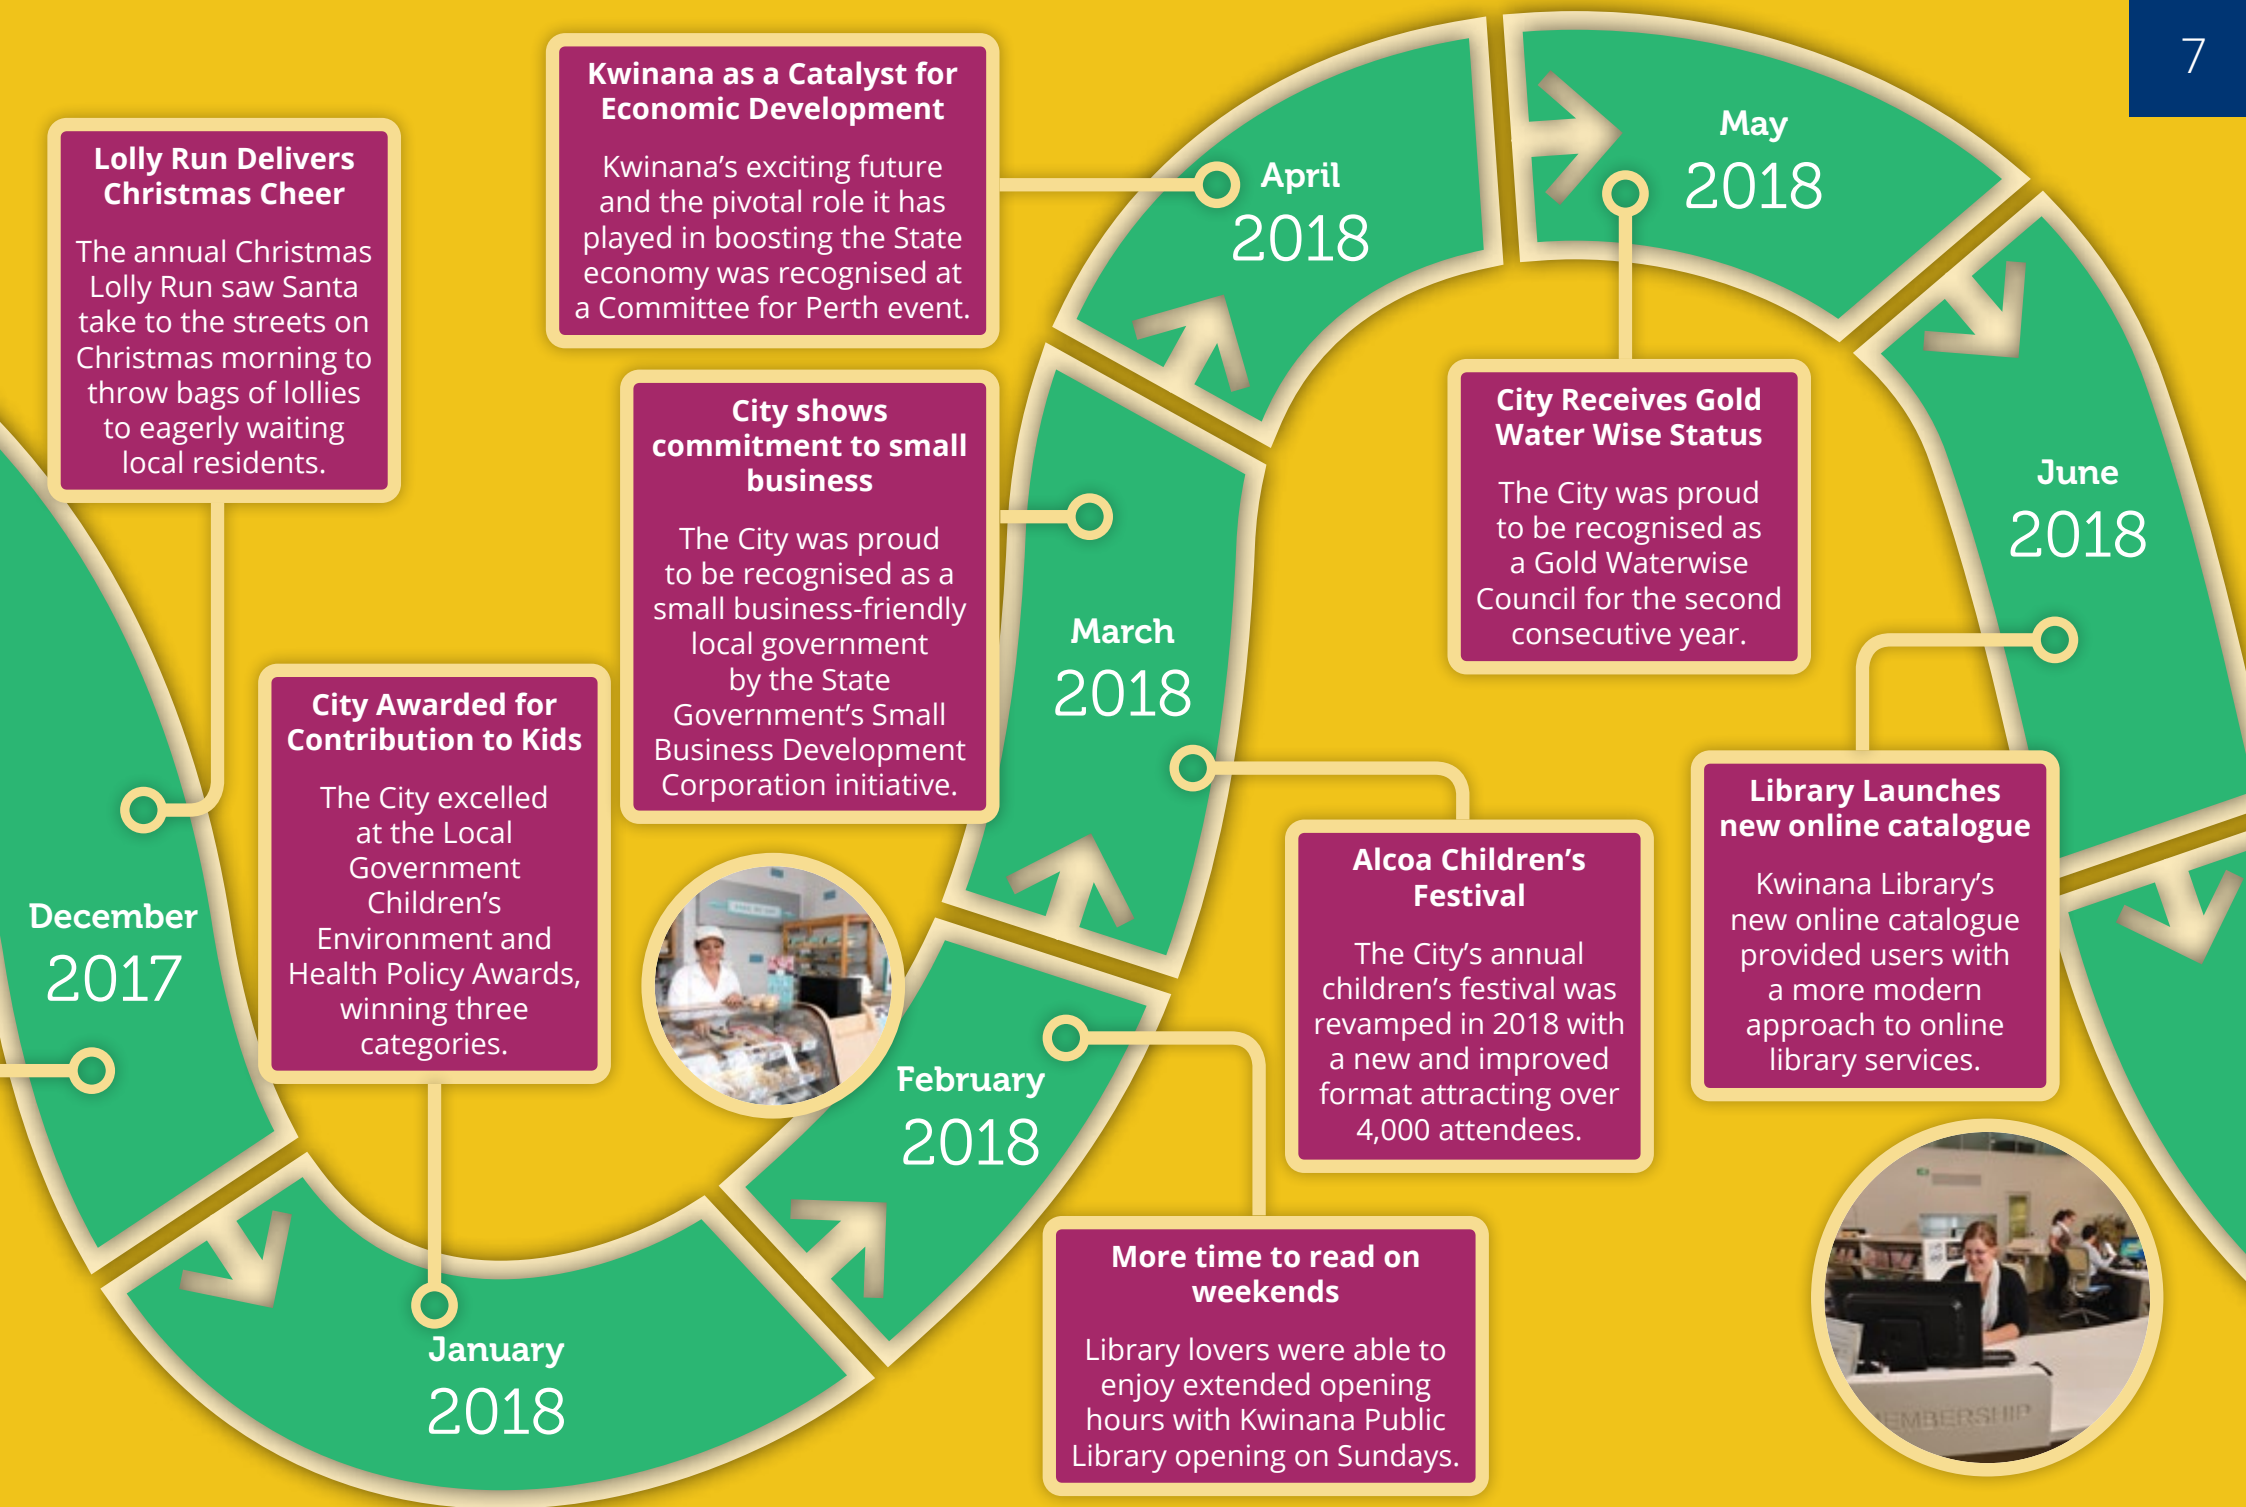 7
Lolly Run Delivers
Christmas Cheer
The annual Christmas
Lolly Run saw Santa
take to the streets on
Christmas morning to
throw bags of lollies
to eagerly waiting
local residents.
December
2017
City Awarded for
Contribution to Kids
The City excelled
at the Local
Government
Children’s
Environment and
Health Policy Awards,
winning three
categories.
January
2018
More time to read on
weekends
Library lovers were able to
enjoy extended opening
hours with Kwinana Public
Library opening on Sundays.
February
2018
City shows
commitment to small
business
The City was proud
to be recognised as a
small business-friendly
local government
by the State
Government’s Small
Business Development
Corporation initiative.
March
2018
Alcoa Children’s
Festival
The City’s annual
children’s festival was
revamped in 2018 with
a new and improved
format attracting over
4,000 attendees.
Kwinana as a Catalyst for
Economic Development
Kwinana’s exciting future
and the pivotal role it has
played in boosting the State
economy was recognised at
a Committee for Perth event.
April
2018
May
2018
City Receives Gold
Water Wise Status
The City was proud
to be recognised as
a Gold Waterwise
Council for the second
consecutive year.
June
2018
Library Launches
new online catalogue
Kwinana Library’s
new online catalogue
provided users with
a more modern
approach to online
library services.
EMBERSHIP